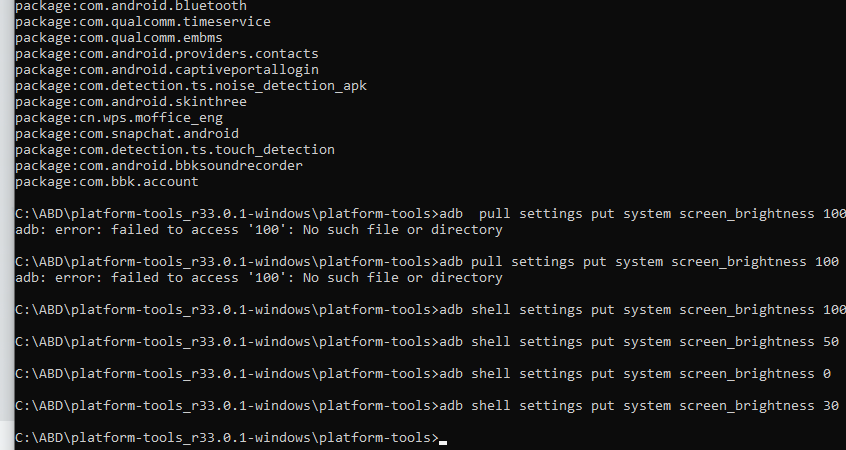 package:com.android.bluetooth
package:com.qualcomm.timeservice
package:com.qualcomm.embms
package:com.android.providers.contacts
package:com.android.captiveportallogin
package:com.detection.ts.noise_detection_apk
package:com.android.skinthree
package:cn.wps.moffice_eng
package:com.snapchat.android
package:com.detection.ts.touch_detection
package:com.android.bbksoundrecorder
package:com.bbk.account
C:\ABD\platform-tools_r33.0.1-windows\platform-tools>adb  pull settings put system screen_brightness 100
adb: error: failed to access '100': No such file or directory
C:\ABD\platform-tools_r33.0.1-windows\platform-tools>adb pull settings put system screen_brightness 100
adb: error: failed to access '100': No such file or directory
C:\ABD\platform-tools_r33.0.1-windows\platform-tools>adb shell settings put system screen_brightness 100
C:\ABD\platform-tools_r33.0.1-windows\platform-tools>adb shell settings put system screen_brightness 50
C:\ABD\platform-tools_r33.0.1-windows\platform-tools>adb shell settings put system screen_brightness 0
C:\ABD\platform-tools_r33.0.1-windows\platform-tools>adb shell settings put system screen_brightness 30
C:\ABD\platform-tools_r33.0.1-windows\platform-tools>